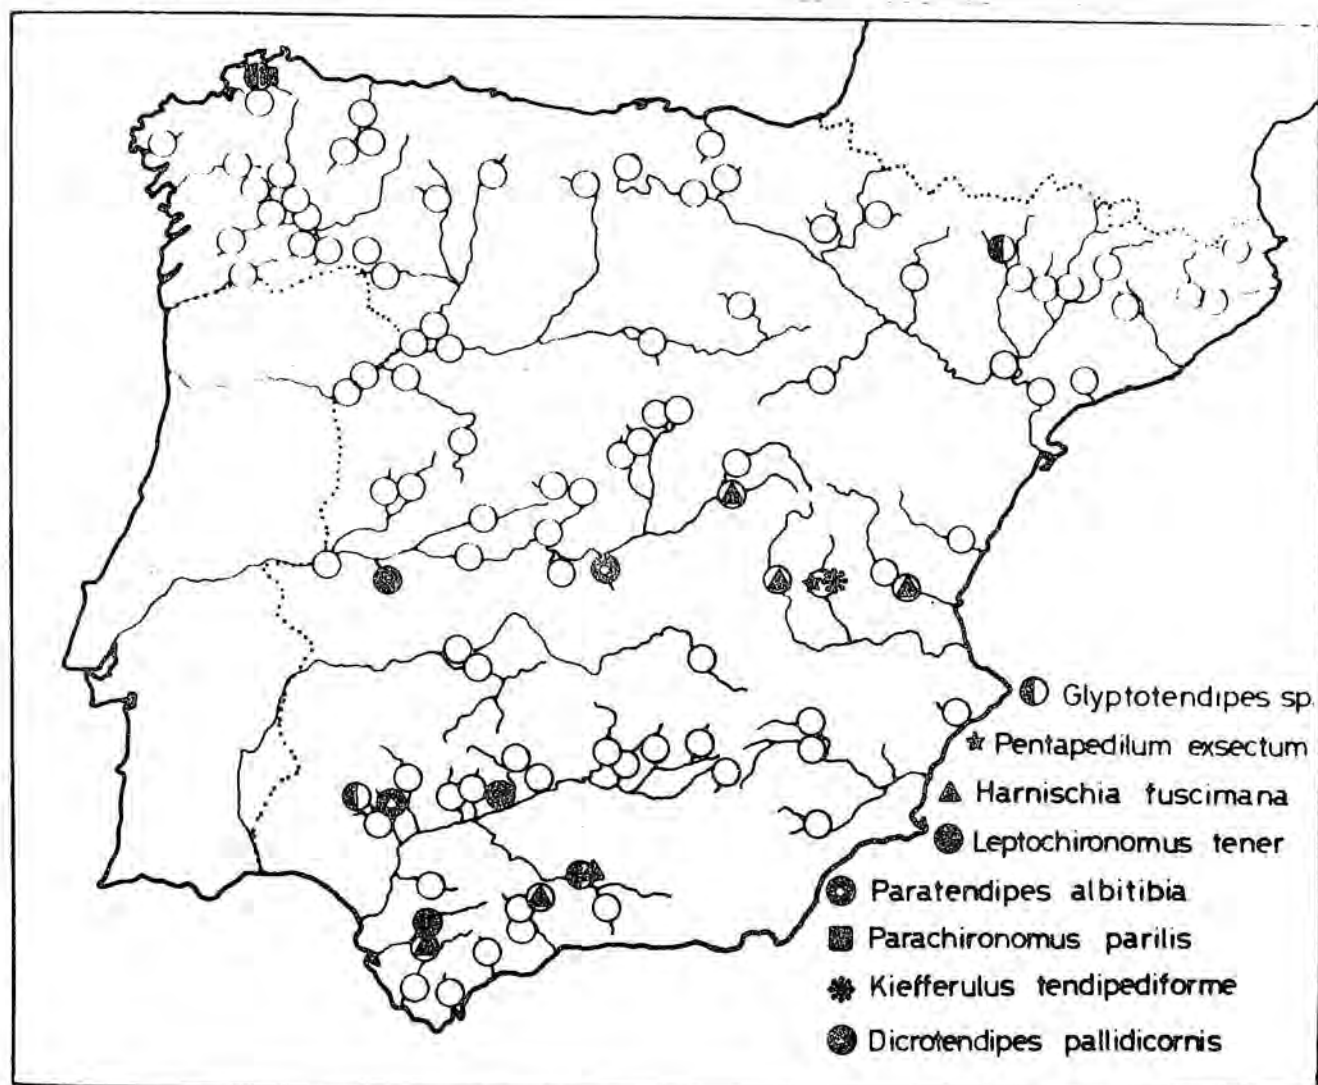 Glyptotendipes sp.
Pentapedilum exsectum
Harnischia fuscimana
Leptochironomus tener
Paratendipes albitibia
Parachironomus parilis
Kiefferulus tendipediforme
Dicrotendipes pallidicornis